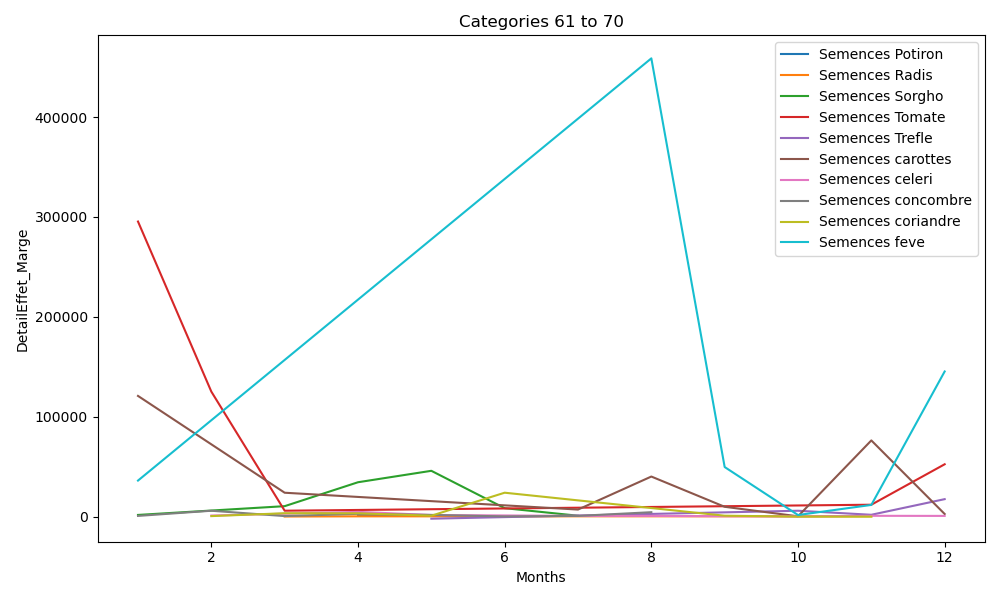 Categories 61 to 70
Semences Potiron
Semences Radis
Semences Sorgho
Semences Tomate
Semences Trefle
Semences carottes
Semences celeri
Semences concombre
Semences coriandre
Semences feve
DetailEffet_Marge
400000
300000
200000
100000
0
2 4 6 8 10 12
Months